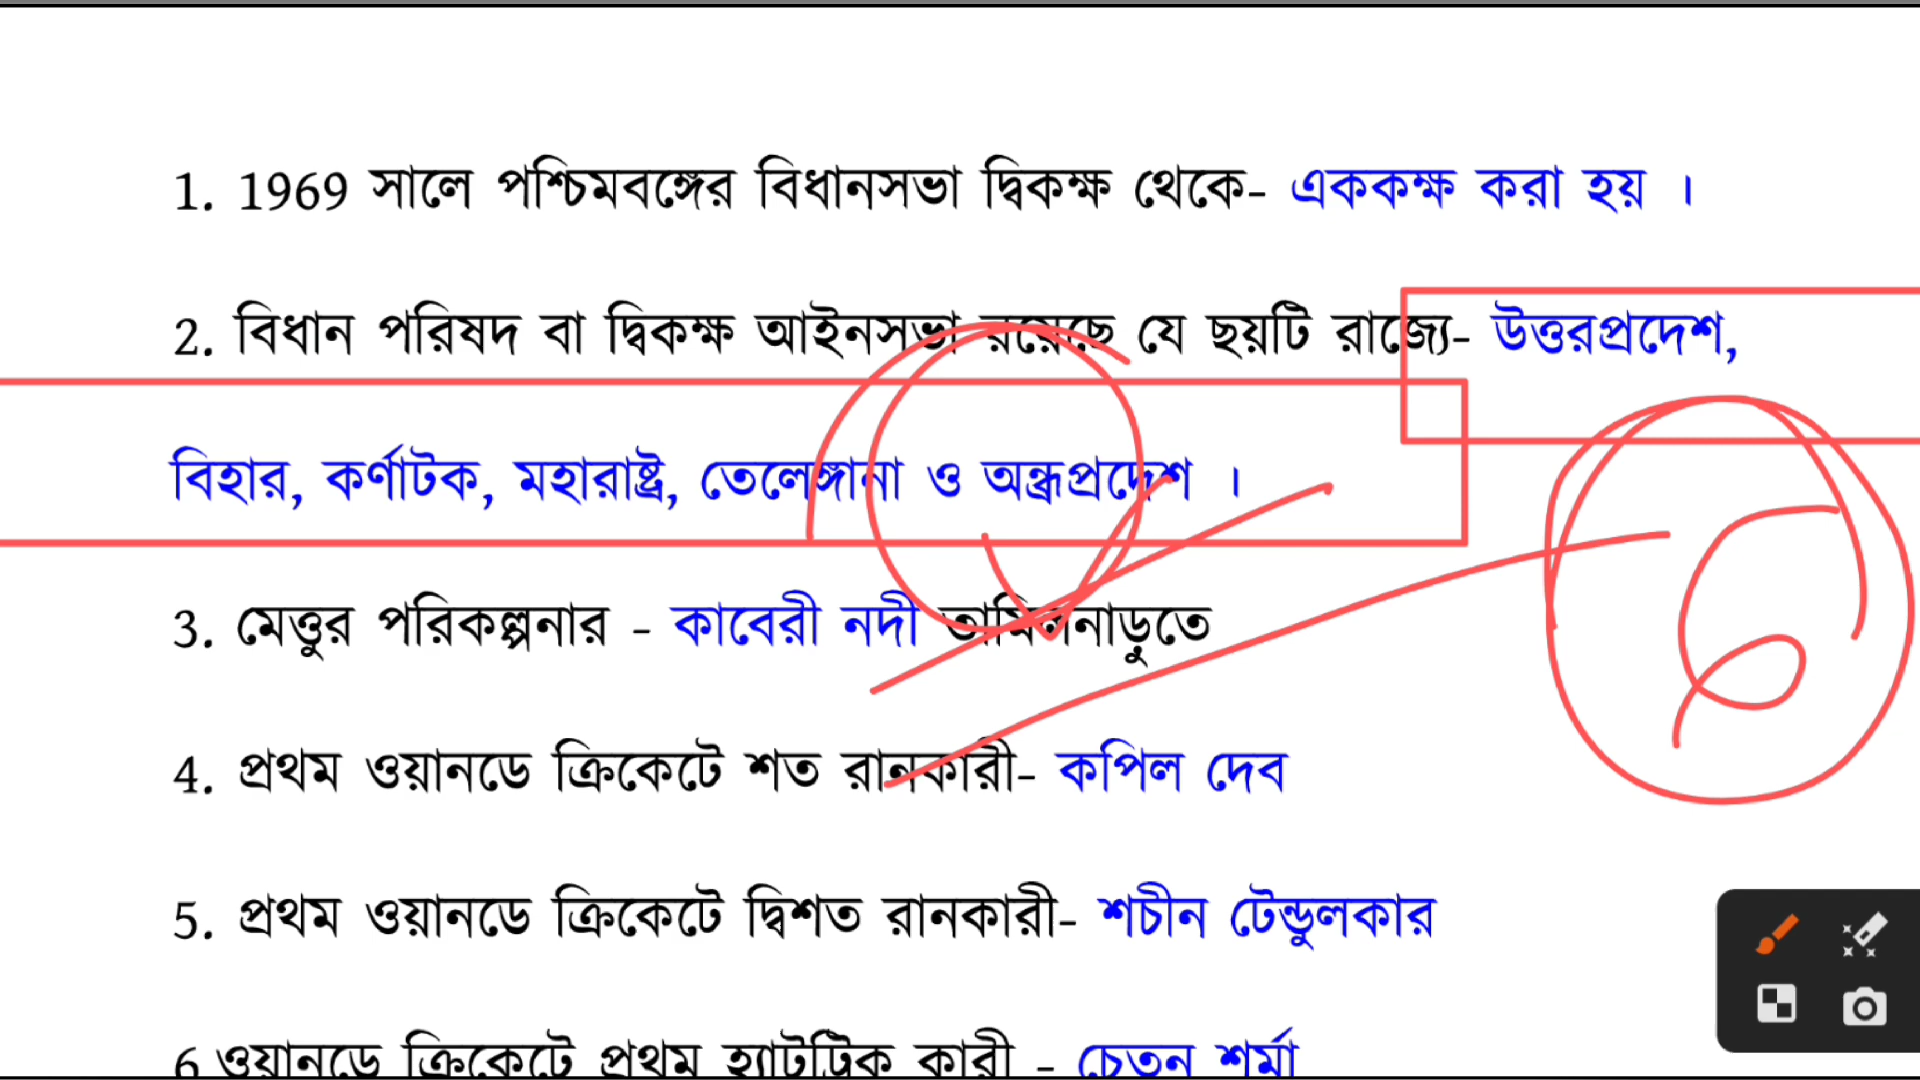 1. 1969 সালে পশ্চিমবঙ্গের বিধানসভা দ্বিকক্ষ থেকে- এককক্ষ করা হয় ।
2. বিধান পরিষদ বা দ্বিকক্ষ আইনসভা রয়েছে যে ছয়টি রাজ্যে- উত্তরপ্রদেশ,
বিহার, কর্ণাটক, মহারাষ্ট্র, তেলেঙ্গানা ও অন্ধ্রপ্রদেশ ।
3. মেত্তুর পরিকল্পনার - কাবেরী নদী তামিলনাড়ুতে
6
4. প্রথম ওয়ানডে ক্রিকেটে শত রানকারী- কপিল দেব
5. প্রথম ওয়ানডে ক্রিকেটে দ্বিশত রানকারী- শচীন টেন্ডুলকার
6 ওয়ানডে ক্রিকেটে প্রথম হ্যাটট্রিক কারী - চেতন শর্মা